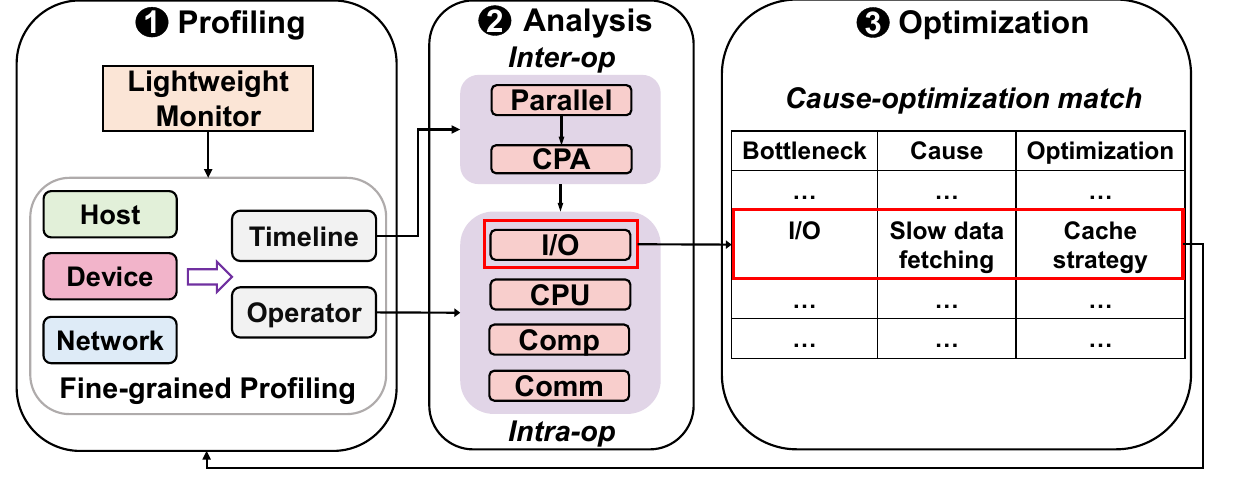 ❶ Profiling
Lightweight
Monitor
Host
Device
Network
Timeline
Operator
Fine-grained Profiling
❷ Analysis
Inter-op
Parallel
CPA
I/O
CPU
Comp
Comm
Intra-op
❸ Optimization
Cause-optimization match
Bottleneck Cause Optimization
... ... ...
I/O Slow data Cache
fetching strategy
... ... ...
... ... ...